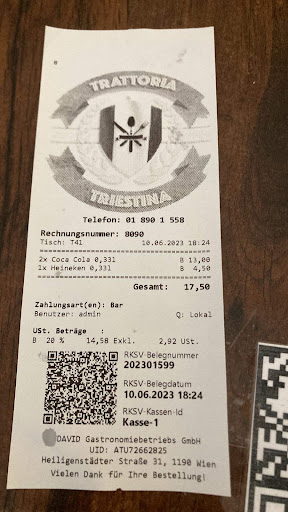 TRATTORIA
TRIESTINA
Telefon: 01 890 1 558
Rechnungsnummer: 8090
Tisch: T41 10.06.2023 18:24
2x Coca Cola 0,33l B 13,00
1x Heineken 0,33l B 4,50
Gesamt: 17,50
Zahlungsart(en): Bar
Benutzer: admin Q: Lokal
USt. Beträge :
B 20 % 14,58 Exkl. 2,92 USt.
RKSV-Belegnummer
202301599
RKSV-Belegdatum
10.06.2023 18:24
RKSV-Kassen-Id
Kasse-1
DAVID Gastronomiebetriebs GmbH
UID: ATU72662825
Heiligenstädter Straße 31, 1190 Wien
Vielen Dank für Ihre Bestellung!